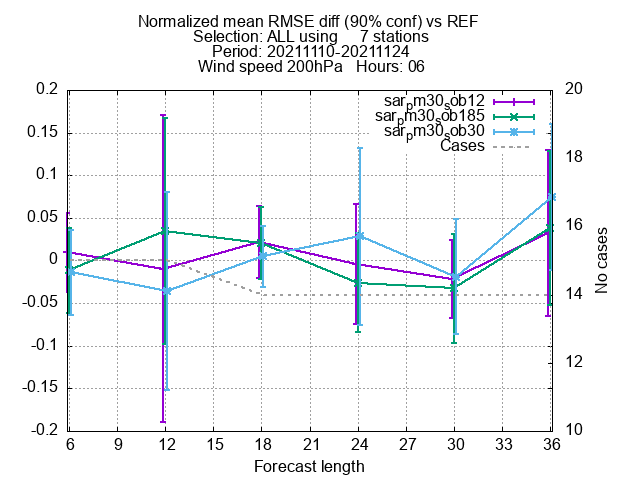 Normalized mean RMSE diff (90% conf) vs REF
Selection: ALL using 7 stations
Period: 20211110-20211124
Wind speed 200hPa Hours: 06
sar_pm30_sob12
sar_pm30_sob185
sar_pm30_sob30
Cases
0.2
0.15
0.1
0.05
0
-0.05
-0.1
-0.15
-0.2
20
18
16
14
12
10
No cases
6 9 12 15 18 21 24 27 30 33 36
Forecast length